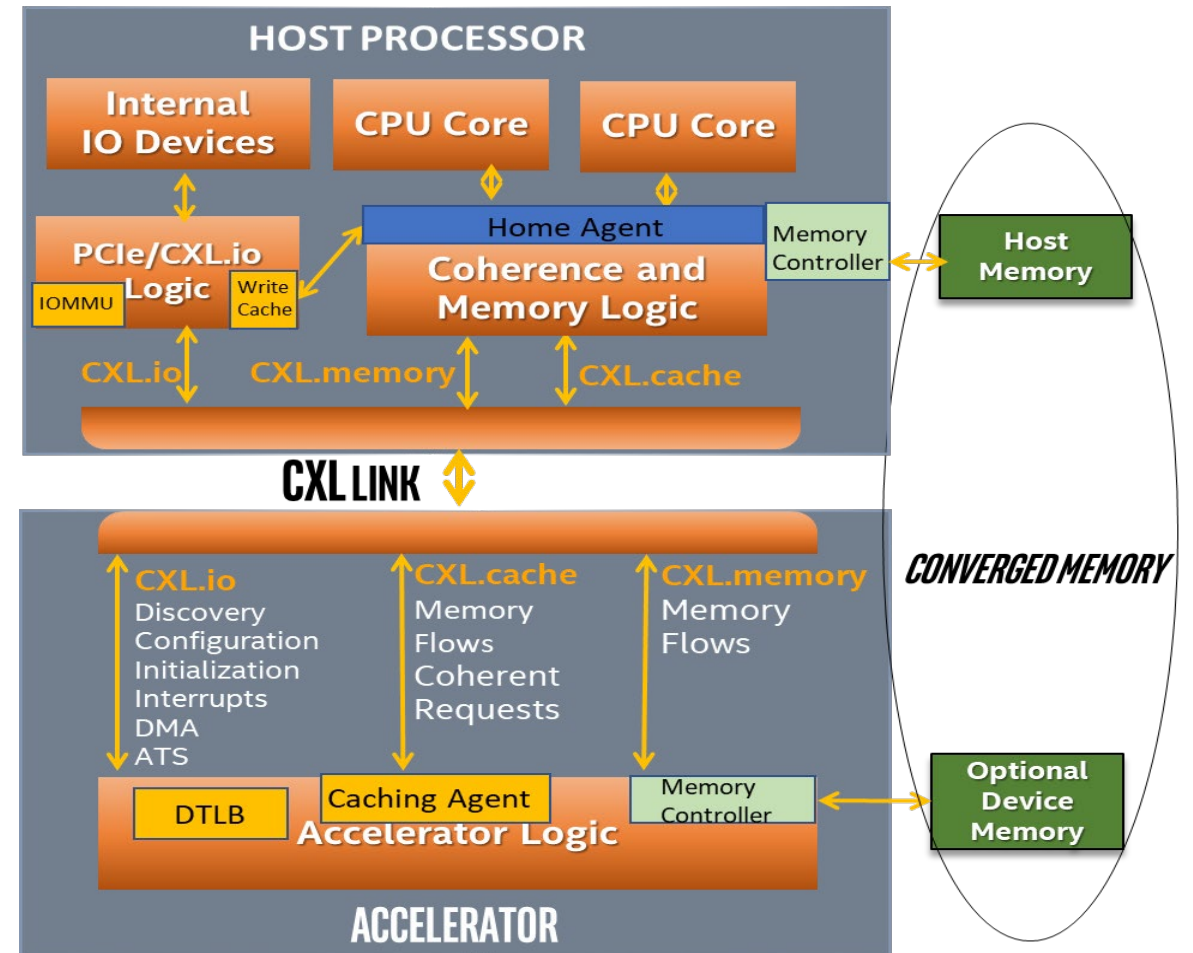 HOST PROCESSOR
Internal
IO Devices
CPU Core
CPU Core
Home Agent
PCIe/CXL.io
Logic
IOMMU
Write
Cache
Coherence and
Memory Logic
Memory
Controller
Host
Memory
CXL.io
CXL.memory
CXL.cache
CXL LINK
CONVERGED MEMORY
CXL.io
Discovery
Configuration
Initialization
Interrupts
DMA
ATS
CXL.cache
Memory
Flows
Coherent
Requests
CXL.memory
Memory
Flows
DTLB
Caching Agent
Memory
Controller
Accelerator Logic
Optional
Device
Memory
ACCELERATOR